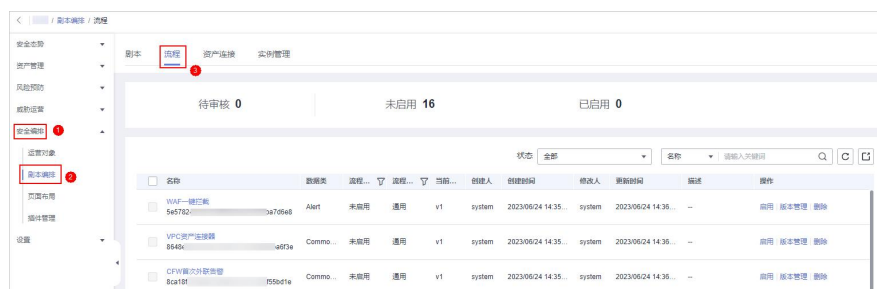 / 剧本编排 / 流程
安全态势
资产管理
风险预防
威胁运营
安全编排 1
运营对象
剧本编排 2
页面布局
插件管理
设置
剧本 流程 资产连接 实例管理
3
待审核 0 未启用 16 已启用 0
状态 全部 名称 请输入关键词
名称 数据类 流程... 流程... 当前... 创建人 创建时间 修改人 更新时间 描述 操作
WAF一键拦截 Alert 未启用 通用 v1 system 2023/06/24 14:35... system 2023/06/24 14:36... -- 启用 版本管理 删除
5e5782 ba7d6e8
VPC资产连接器 Commo... 未启用 通用 v1 system 2023/06/24 14:35... system 2023/06/24 14:36... -- 启用 版本管理 删除
8648 a6f3e
CFW首次外联告警 Commo... 未启用 通用 v1 system 2023/06/24 14:35... system 2023/06/24 14:36... -- 启用 版本管理 删除
8ca18f f55bd1e